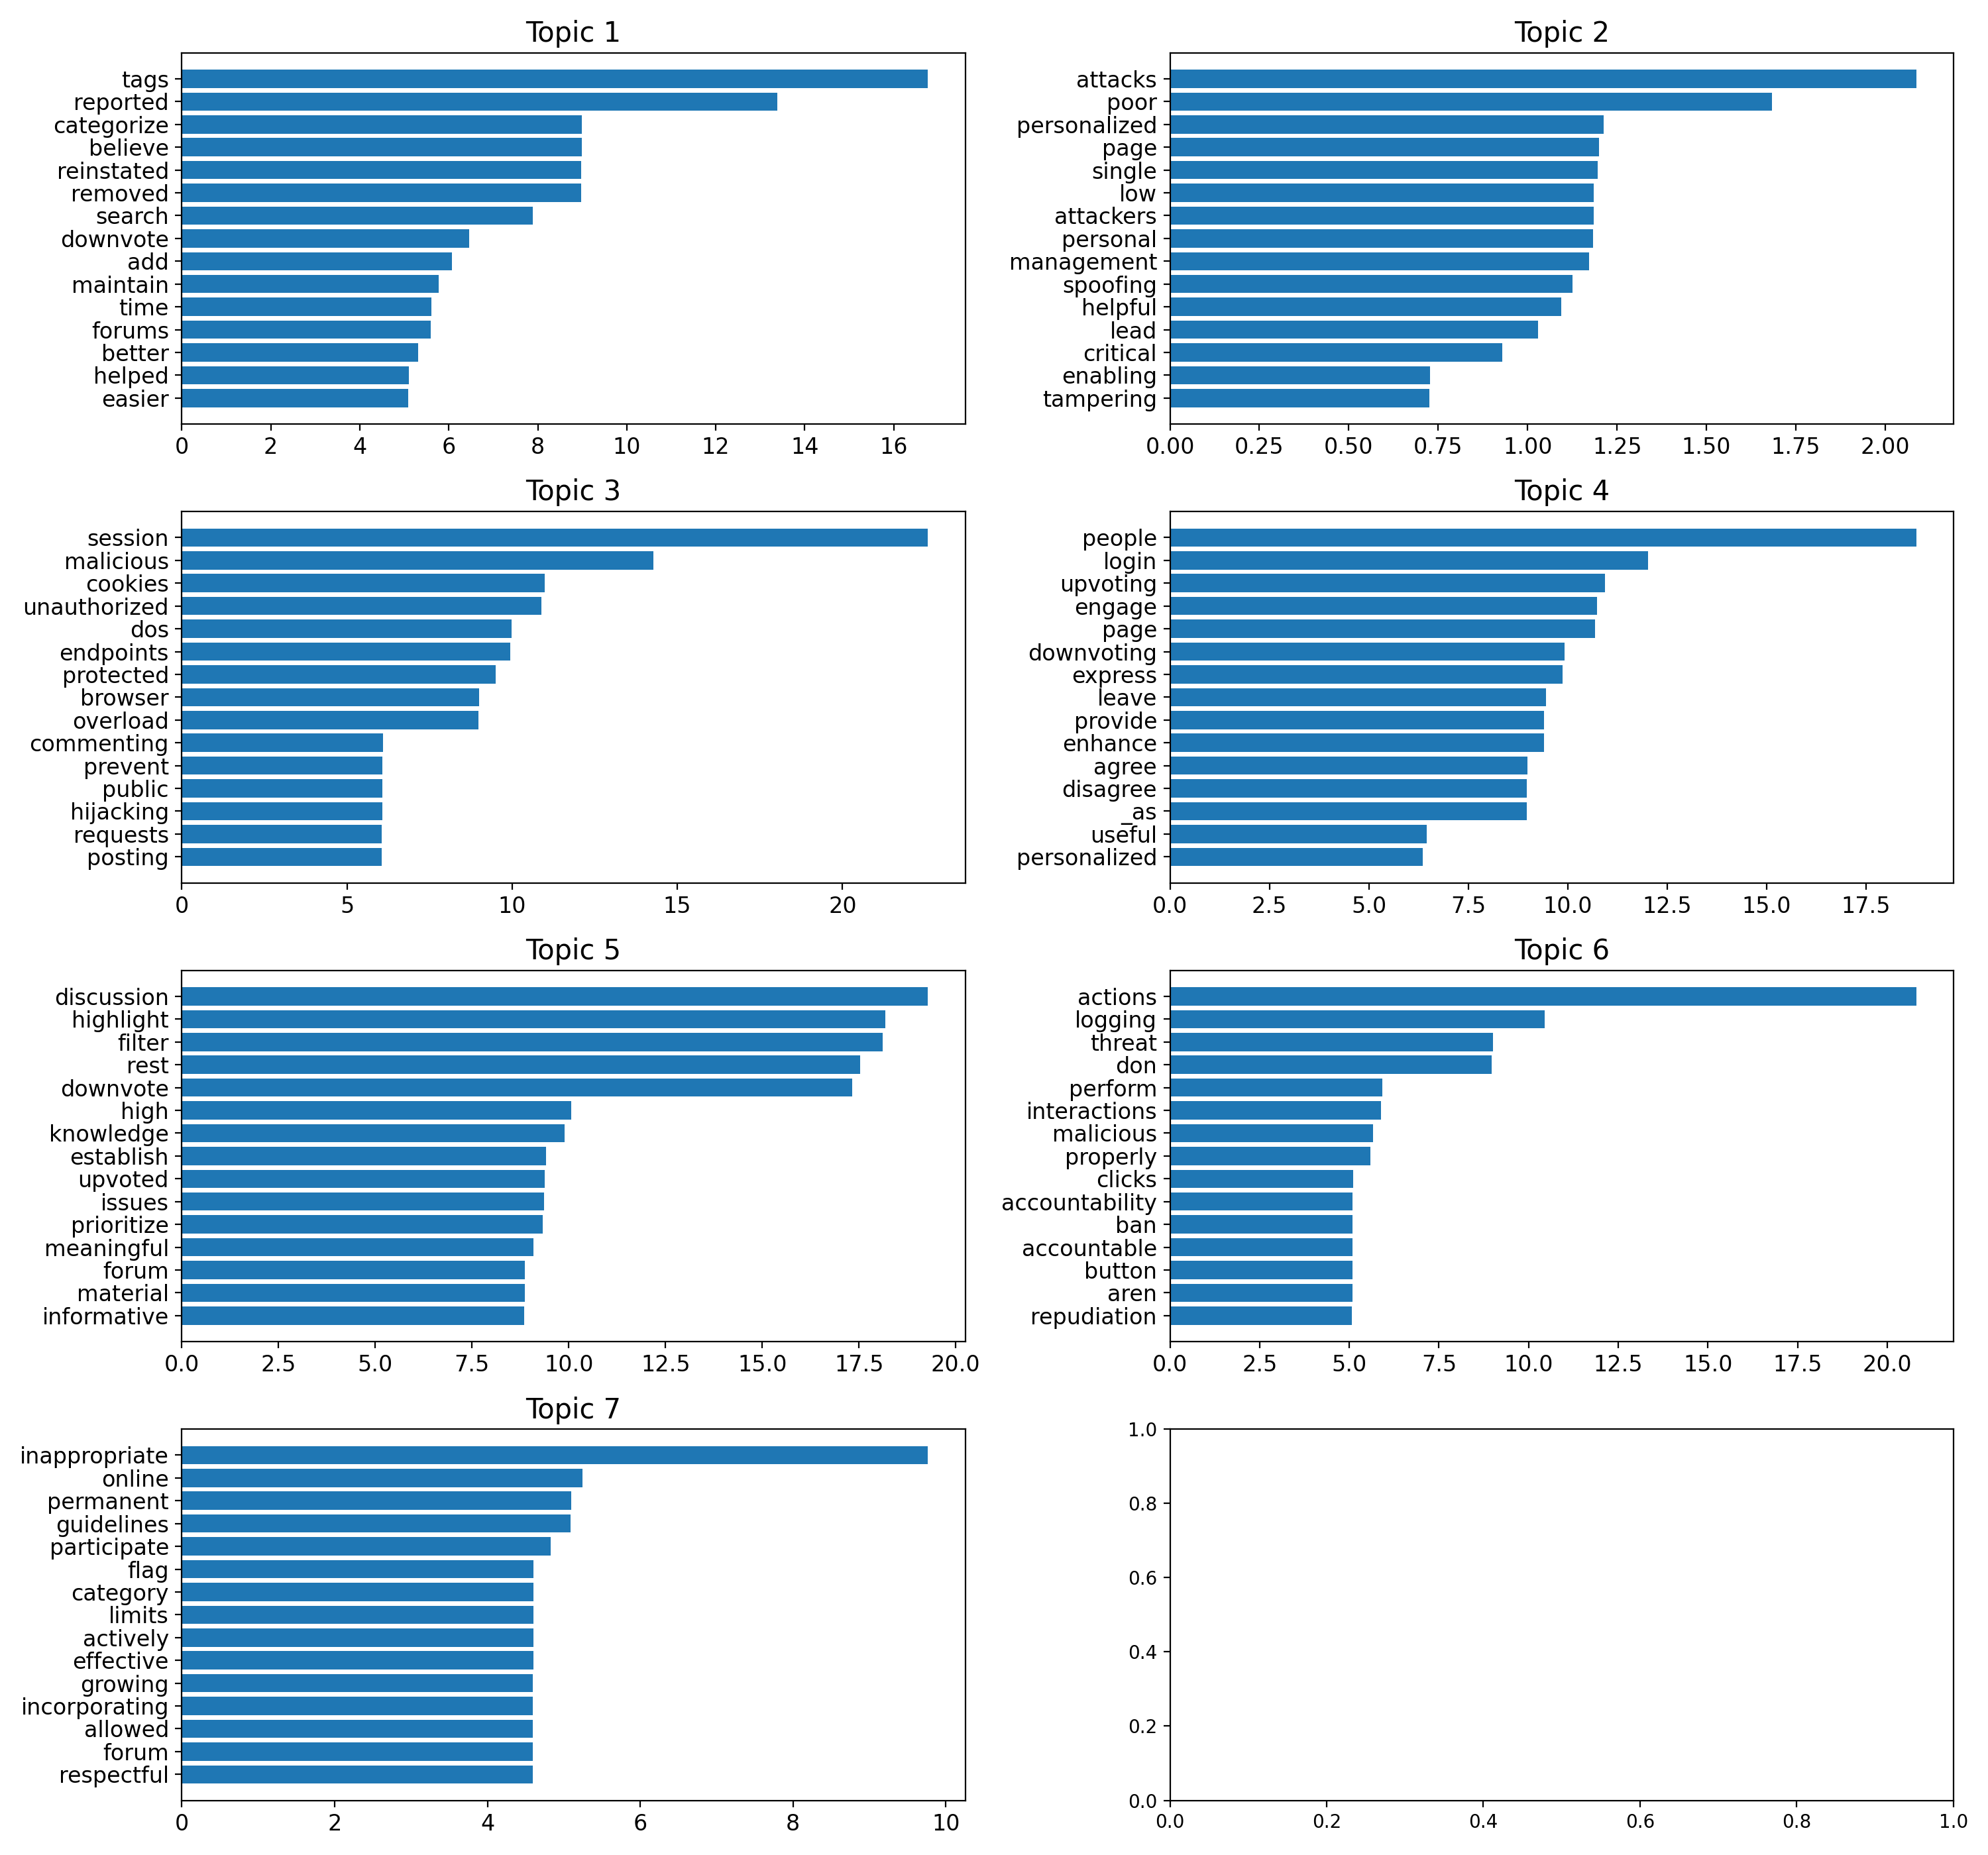 Topic 1
tags
reported
categorize
believe
reinstated
removed
search
downvote
add
maintain
time
forums
better
helped
easier
0 2 4 6 8 10 12 14 16
Topic 2
attacks
poor
personalized
page
single
low
attackers
personal
management
spoofing
helpful
lead
critical
enabling
tampering
0.00 0.25 0.50 0.75 1.00 1.25 1.50 1.75 2.00
Topic 3
session
malicious
cookies
unauthorized
dos
endpoints
protected
browser
overload
commenting
prevent
public
hijacking
requests
posting
0 5 10 15 20
Topic 4
people
login
upvoting
engage
page
downvoting
express
leave
provide
enhance
agree
disagree
_as
useful
personalized
0.0 2.5 5.0 7.5 10.0 12.5 15.0 17.5
Topic 5
discussion
highlight
filter
rest
downvote
high
knowledge
establish
upvoted
issues
prioritize
meaningful
forum
material
informative
0.0 2.5 5.0 7.5 10.0 12.5 15.0 17.5 20.0
Topic 6
actions
logging
threat
don
perform
interactions
malicious
properly
clicks
accountability
ban
accountable
button
aren
repudiation
0.0 2.5 5.0 7.5 10.0 12.5 15.0 17.5 20.0
Topic 7
inappropriate
online
permanent
guidelines
participate
flag
category
limits
actively
effective
growing
incorporating
allowed
forum
respectful
0 2 4 6 8 10
1.0
0.8
0.6
0.4
0.2
0.0
0.0 0.2 0.4 0.6 0.8 1.0